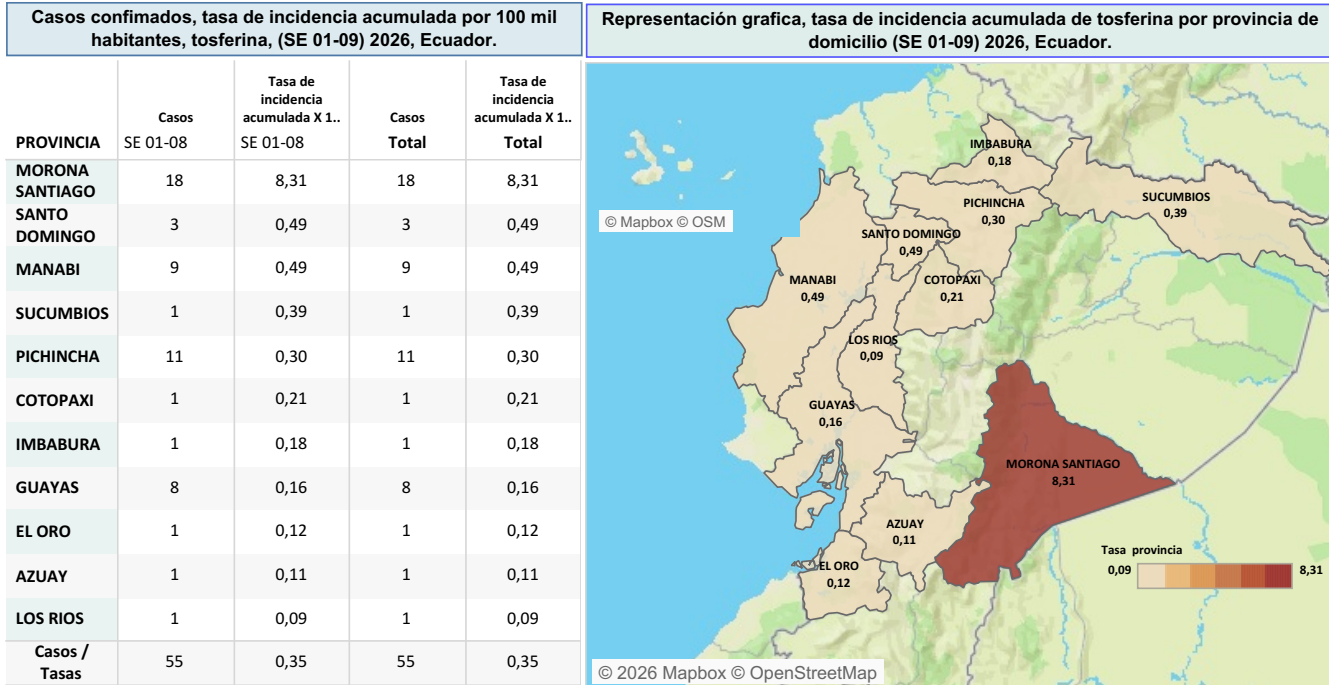 Casos confimados, tasa de incidencia acumulada por 100 mil
habitantes, tosferina, (SE 01-09) 2026, Ecuador.
Casos Tasa de incidencia acumulada X 1.. Casos Tasa de incidencia acumulada X 1..
PROVINCIA SE 01-08 SE 01-08 Total Total
MORONA SANTIAGO 18 8,31 18 8,31
SANTO DOMINGO 3 0,49 3 0,49
MANABI 9 0,49 9 0,49
SUCUMBIOS 1 0,39 1 0,39
PICHINCHA 11 0,30 11 0,30
COTOPAXI 1 0,21 1 0,21
IMBABURA 1 0,18 1 0,18
GUAYAS 8 0,16 8 0,16
EL ORO 1 0,12 1 0,12
AZUAY 1 0,11 1 0,11
LOS RIOS 1 0,09 1 0,09
Casos / Tasas 55 0,35 55 0,35
Representación grafica, tasa de incidencia acumulada de tosferina por provincia de
domicilio (SE 01-09) 2026, Ecuador.
IMBABURA
0,18
SUCUMBIOS
0,39
PICHINCHA
0,30
© Mapbox © OSM
SANTO DOMINGO
0,49
MANABI
0,49
COTOPAXI
0,21
LOS RIOS
0,09
GUAYAS
0,16
MORONA SANTIAGO
8,31
AZUAY
0,11
EL ORO
0,12
Tasa provincia
0,09 8,31
© 2026 Mapbox © OpenStreetMap